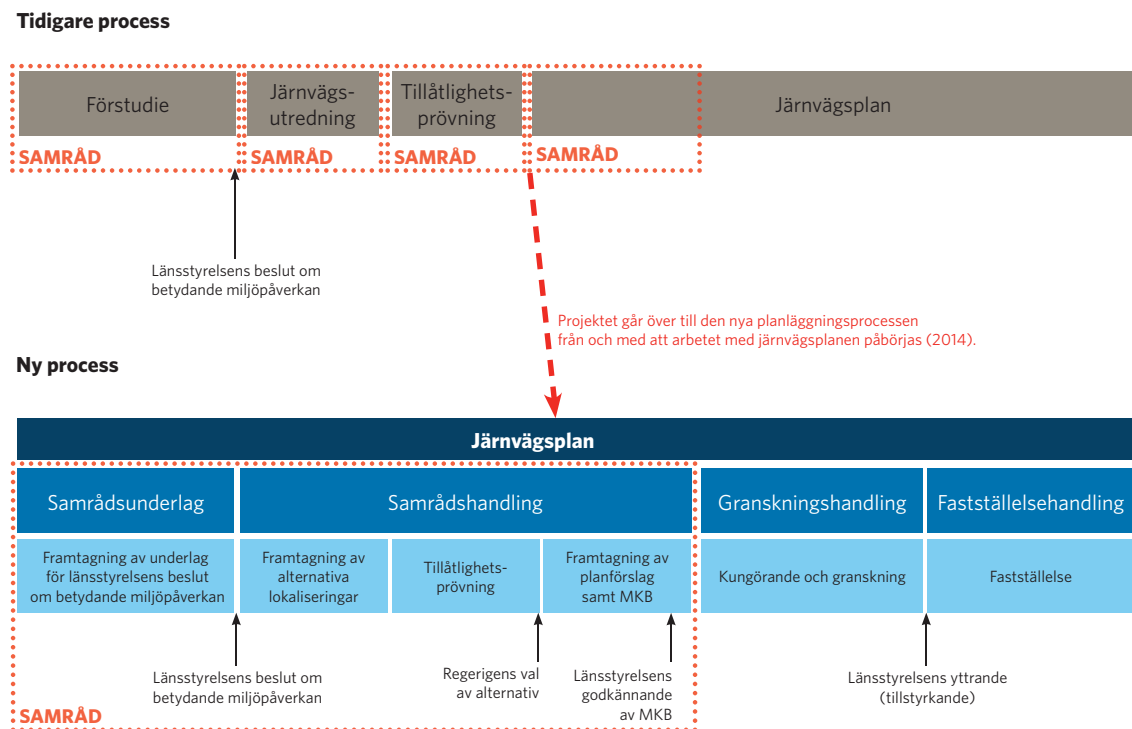 Tidigare process
Förstudie
Järnvägs-
utredning
Tillåtlighets-
prövning
Järnvägsplan
SAMRÅD
SAMRÅD
SAMRÅD
SAMRÅD
Länsstyrelsens beslut om
betydande miljöpåverkan
Projektet går över till den nya planläggningsprocessen
från och med att arbetet med järnvägsplanen påbörjas (2014).
Ny process
Järnvägsplan
Samrådsunderlag
Samrådshandling
Granskningshandling
Fastställelsehandling
Framtagning av underlag
för länsstyrelsens beslut
om betydande miljöpåverkan
Framtagning av
alternativa
lokaliseringar
Tillåtlighets-
prövning
Framtagning av
planförslag
samt MKB
Kungörande och granskning
Fastställelse
Länsstyrelsens beslut om
betydande miljöpåverkan
Regerigens val
av alternativ
Länsstyrelsens
godkännande
av MKB
Länsstyrelsens yttrande
(tillstyrkande)
SAMRÅD